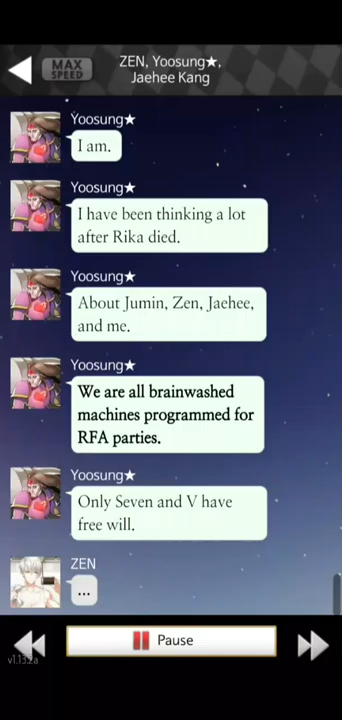 MAX
SPEED
ZEN, Yoosung★,
Jaehee Kang
Yoosung★
I am.
Yoosung★
I have been thinking a lot
after Rika died.
Yoosung★
About Jumin, Zen, Jaehee,
and me.
Yoosung★
We are all brainwashed
machines programmed for
RFA parties.
Yoosung★
Only Seven and V have
free will.
ZEN
...
Pause
v1.13.2a